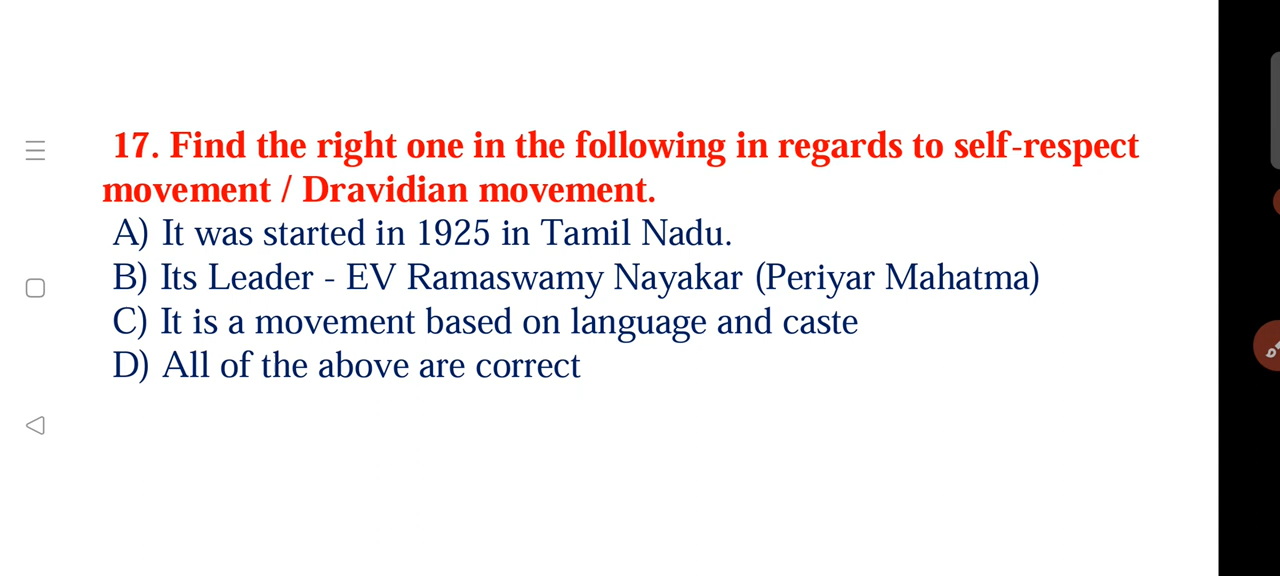 17. Find the right one in the following in regards to self-respect
movement / Dravidian movement.
A) It was started in 1925 in Tamil Nadu.
B) Its Leader - EV Ramaswamy Nayakar (Periyar Mahatma)
C) It is a movement based on language and caste
D) All of the above are correct